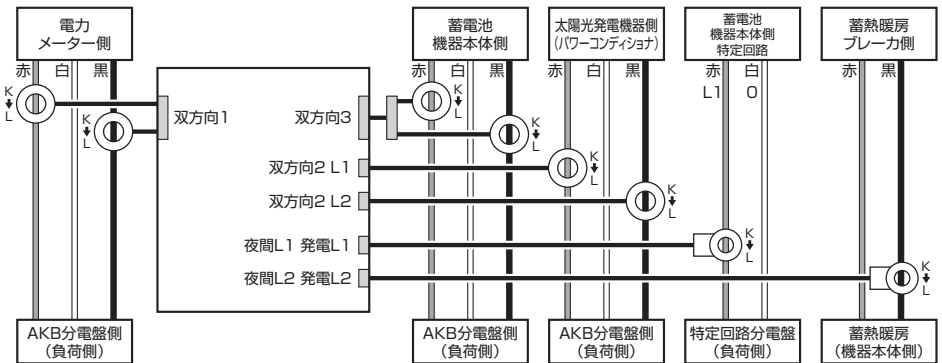 電力
メーター側
蓄電池
機器本体側
太陽光発電機器側
(パワーコンディショナ)
蓄電池
機器本体側
特定回路
蓄熱暖房
ブレーカ側
赤 白 黒
赤 白 黒
赤 白 黒
赤 白
L1 O
赤 黒
K
L
K
L
双方向1
双方向3
K
L
K
L
双方向2 L1
K
L
双方向2 L2
K
L
夜間L1 発電L1
K
L
夜間L2 発電L2
K
L
AKB分電盤側
(負荷側)
AKB分電盤側
(負荷側)
AKB分電盤側
(負荷側)
特定回路分電盤
(負荷側)
蓄熱暖房
(機器本体側)